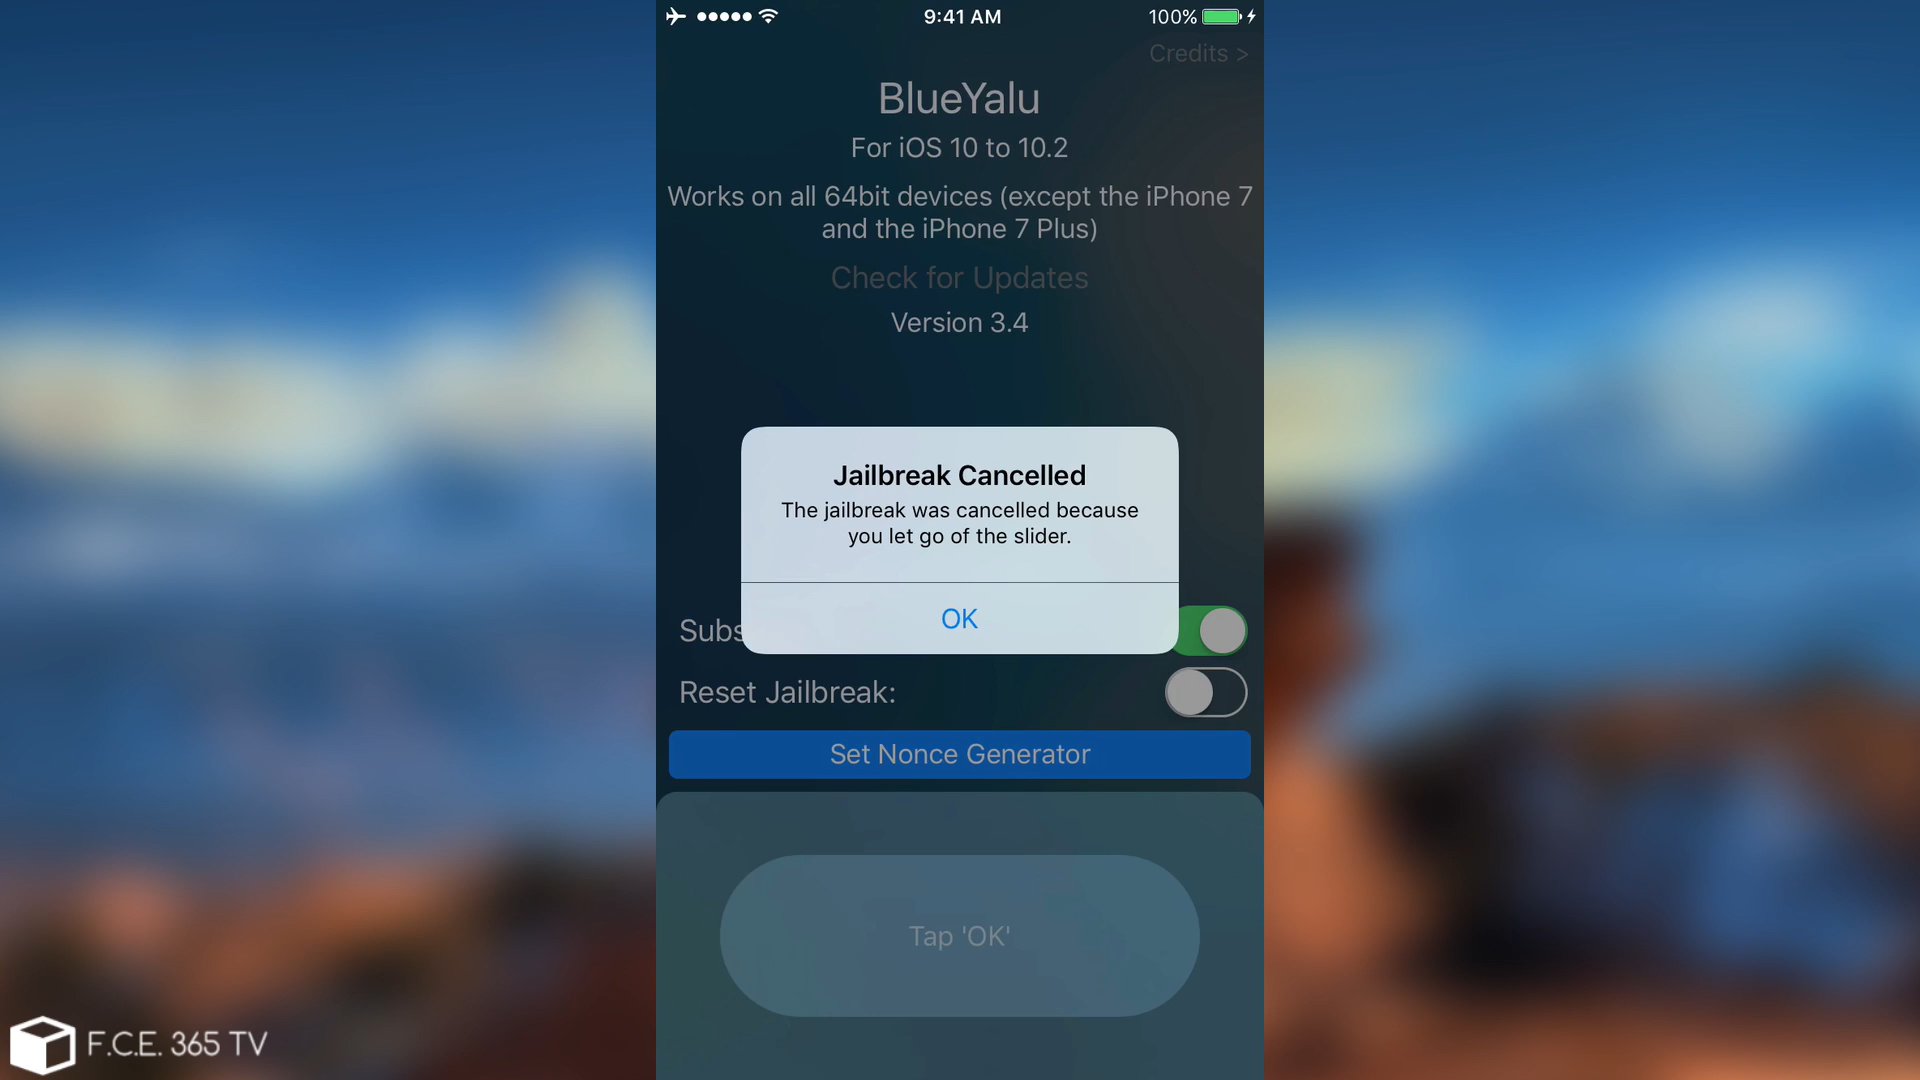 9:41 AM
100%
Credits >
BlueYalu
For iOS 10 to 10.2
Works on all 64bit devices (except the iPhone 7
and the iPhone 7 Plus)
Check for Updates
Version 3.4
Jailbreak Cancelled
The jailbreak was cancelled because
you let go of the slider.
OK
Subs
Reset Jailbreak:
Set Nonce Generator
Tap 'OK'
F.C.E. 365 TV